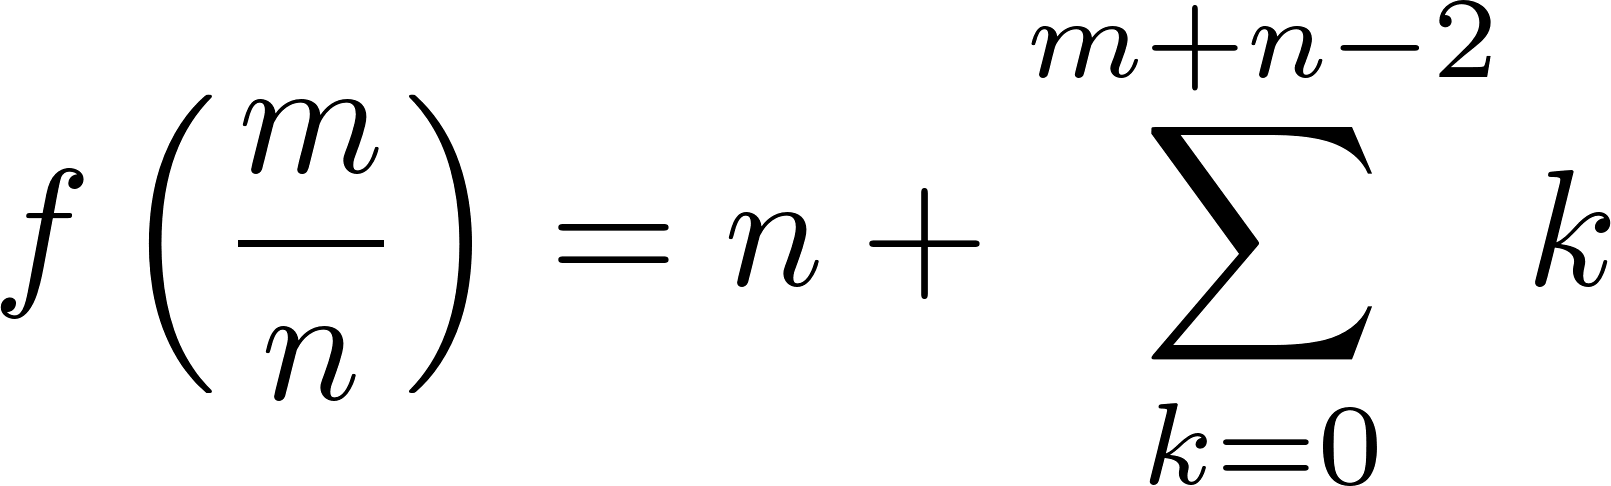 f(m/n) = n + ∑_{k=0}^{m+n−2} k